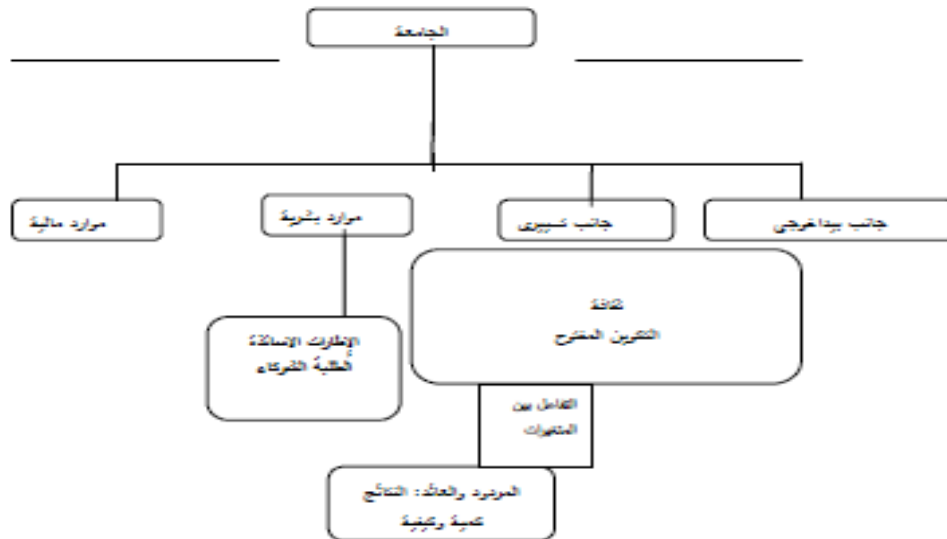 الجامعة
جانب بيداغوجي
جانب تسييري
موارد بشرية
موارد مالية
ثقافة
التكوين المقترح
الإطارات الاساتذة
الطلبة الشركاء
التفاعل بين
المتغيرات
المردود والعائد: النتائج
كمية وكيفية